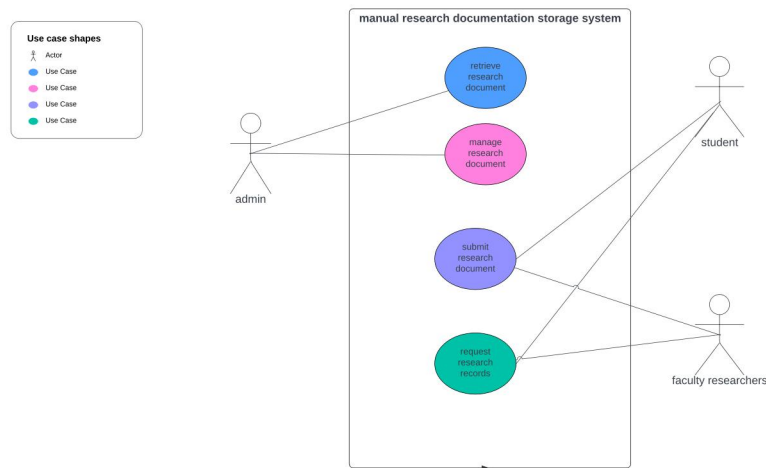 manual research documentation storage system
Use case shapes
Actor
Use Case
Use Case
Use Case
Use Case
retrieve
research
document
manage
research
document
submit
research
document
request
research
records
admin
student
faculty researchers